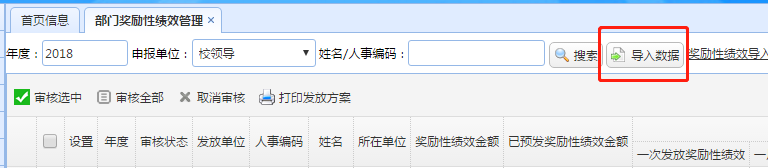 首页信息 部门奖励性绩效管理 ×
年度：2018 申报单位：校领导 姓名/人事编码： 搜索 导入数据 奖励性绩效导入
审核选中 审核全部 取消审核 打印发放方案
设置 年度 审核状态 发放单位 人事编码 姓名 所在单位 奖励性绩效金额 已预发奖励性绩效金额
一次发放奖励性绩效